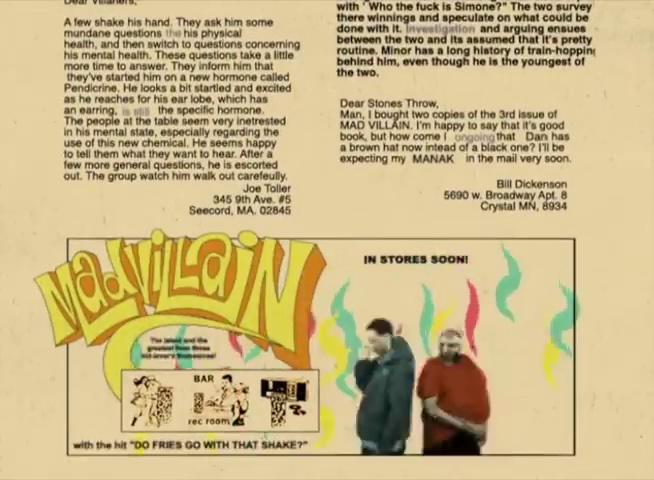 Dear Villaners,
A few shake his hand. They ask him some
mundane questions the his physical
health, and then switch to questions concerning
his mental health. These questions take a little
more time to answer. They inform him that
they've started him on a new hormone called
Pendicrine. He looks a bit startled and excited
as he reaches for his ear lobe, which has
an earring, is still the specific hormone.
The people at the table seem very inetrested
in his mental state, especially regarding the
use of this new chemical. He seems happy
to tell them what they want to hear. After a
few more general questions, he is escorted
out. The group watch him walk out carefeully.
Joe Toller
345 9th Ave. #5
Seecord, MA. 02845
with "Who the fuck is Simone?" The two survey
there winnings and speculate on what could be
done with it. investigation and arguing ensues
between the two and its assumed that it's pretty
routine. Minor has a long history of train-hoppin
behind him, even though he is the youngest of
the two.
Dear Stones Throw,
Man, I bought two copies of the 3rd issue of
MAD VILLAIN. I'm happy to say that it's good
book, but how come I ongoing that Dan has
a brown hat now intead of a black one? I'll be
expecting my MANAK in the mail very soon.
Bill Dickenson
5690 w. Broadway Apt. 8
Crystal MN, 8934
MadVillaiN
IN STORES SOON!
The latest and the
greatest from those
BAR
rec room
with the hit "DO FRIES GO WITH THAT SHAKE?"